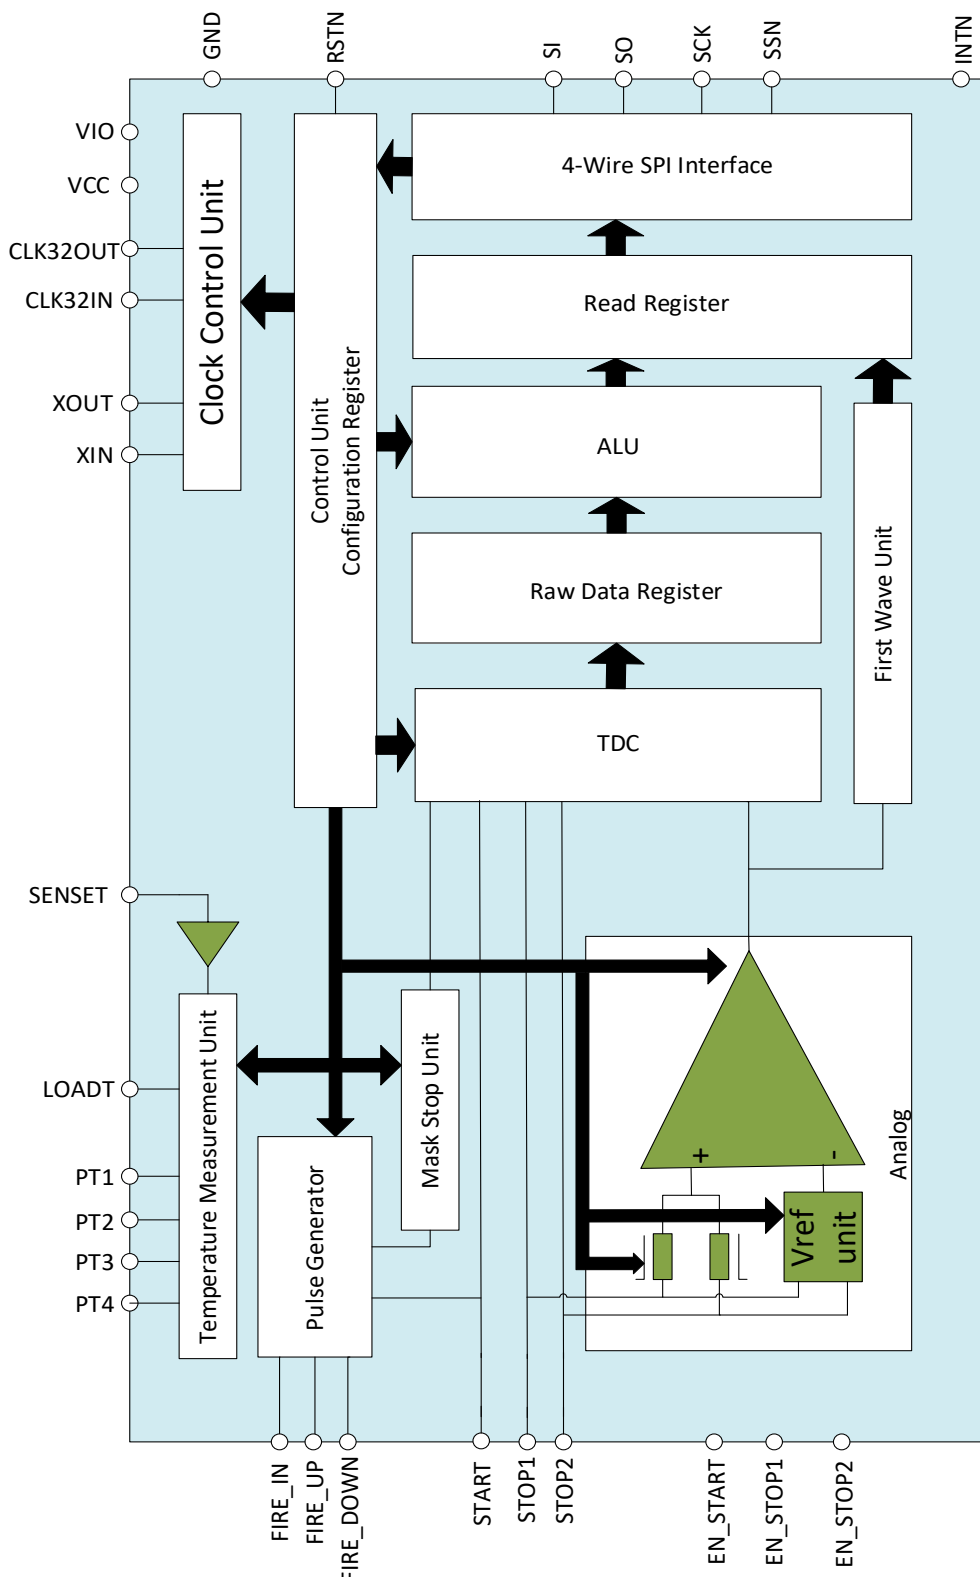 GND
RSTN
SI
SO
SCK
SSN
INTN
VIO
VCC
CLK32OUT
CLK32IN
XOUT
XIN
Clock Control Unit
Control Unit
Configuration Register
4-Wire SPI Interface
Read Register
ALU
Raw Data Register
TDC
First Wave Unit
SENSET
LOADT
PT1
PT2
PT3
PT4
Temperature Measurement Unit
Pulse Generator
Mask Stop Unit
+
-
Vref
unit
Analog
FIRE_IN
FIRE_UP
FIRE_DOWN
START
STOP1
STOP2
EN_START
EN_STOP1
EN_STOP2